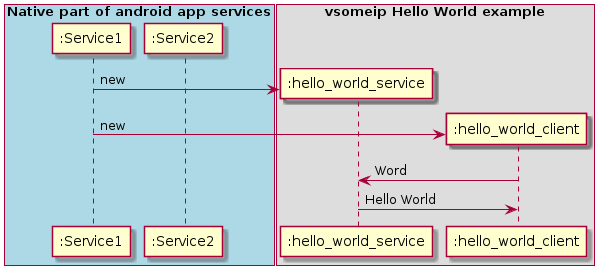 Native part of android app services
vsomeip Hello World example
:Service1
:Service2
new
:hello_world_service
new
:hello_world_client
Word
Hello World
:Service1
:Service2
:hello_world_service
:hello_world_client